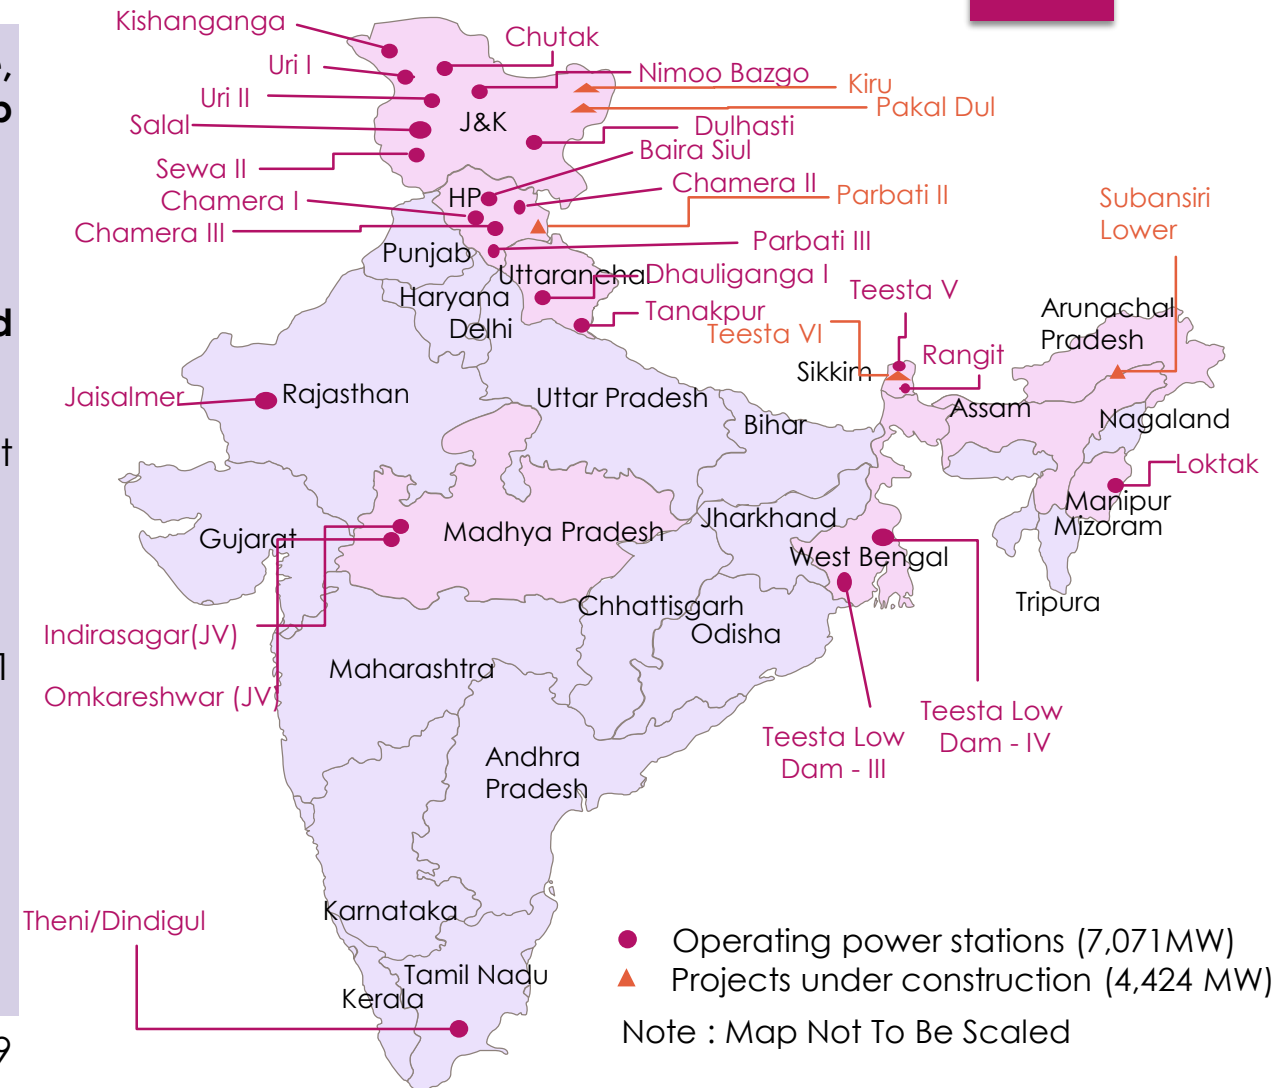 Kishanganga
Chutak
Uri I
Nimoo Bazgo
Kiru
Uri II
Pakal Dul
Salal
J&K
Dulhasti
Baira Siul
Sewa II
Chamera II
HP
Parbati II
Chamera I
Subansiri
Lower
Chamera III
Parbati III
Punjab
Uttaranchal
Dhauliganga I
Haryana
Teesta V
Tanakpur
Arunachal
Pradesh
Delhi
Teesta VI
Rangit
Sikkim
Jaisalmer
Rajasthan
Uttar Pradesh
Assam
Bihar
Nagaland
Loktak
Manipur
Mizoram
Jharkhand
Madhya Pradesh
Gujarat
West Bengal
Tripura
Chhattisgarh
Odisha
Indirasagar(JV)
Maharashtra
Omkareshwar (JV)
Teesta Low
Dam - IV
Teesta Low
Dam - III
Andhra
Pradesh
Karnataka
Theni/Dindigul
Tamil Nadu
Kerala
Operating power stations (7,071MW)
Projects under construction (4,424 MW)
Note : Map Not To Be Scaled